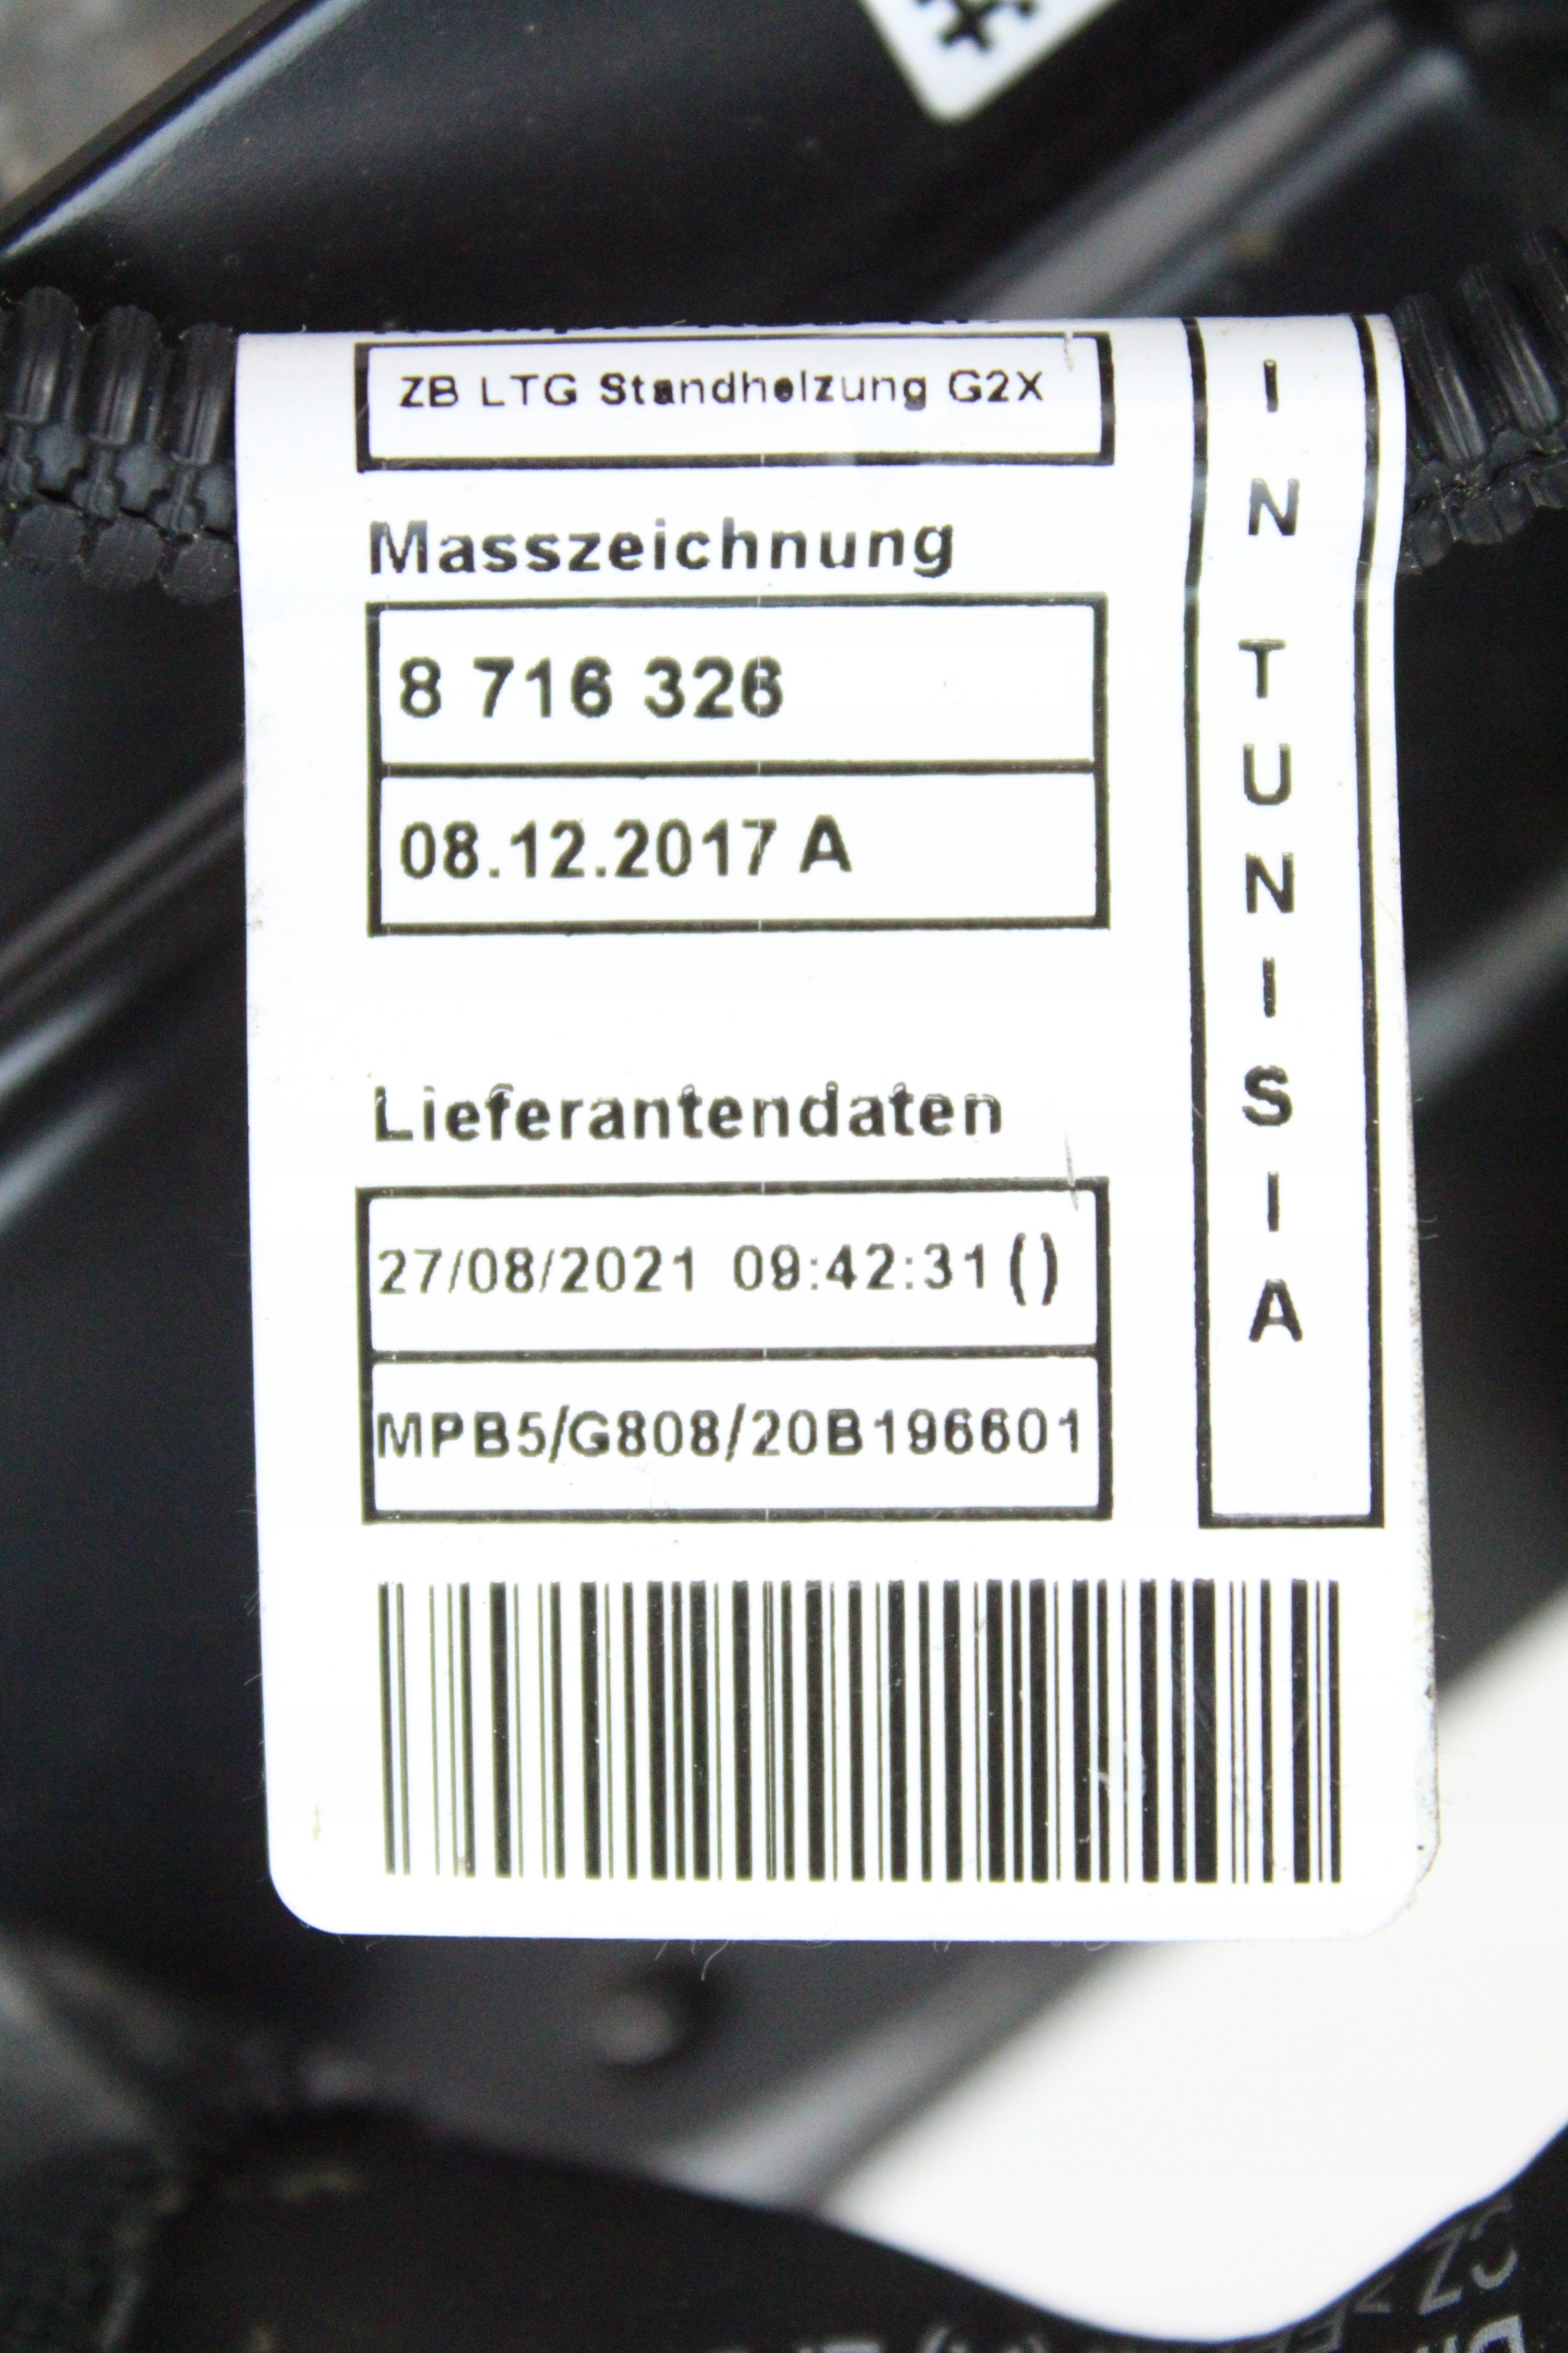 ZB LTG Standheizung G2X
Masszeichnung
8 716 326
08.12.2017 A
Lieferantendaten
27/08/2021 09:42:31 ()
MPB5/G808/20B196601
IN TUNISIA